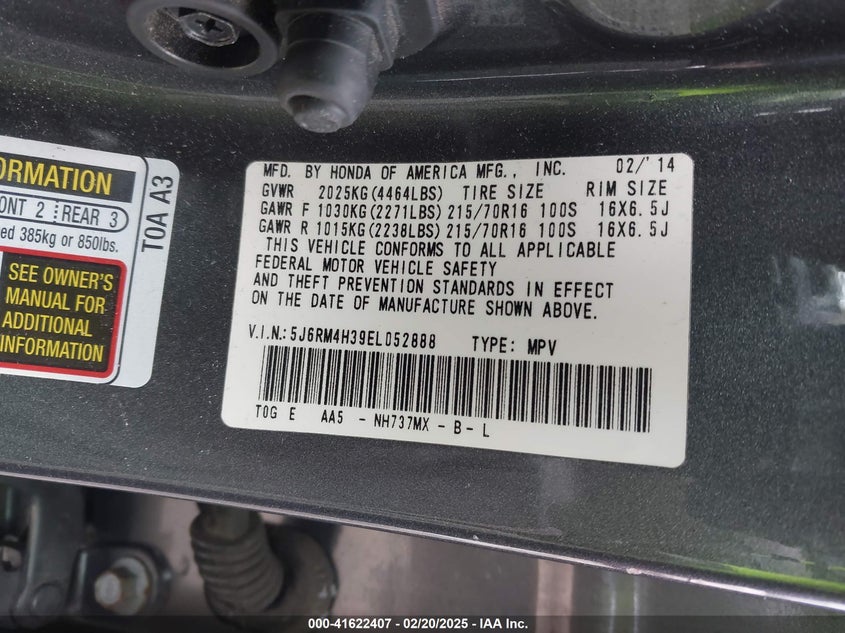 ORMATION
ONT 2 REAR 3
ed 385kg or 850lbs.
SEE OWNER'S
MANUAL FOR
ADDITIONAL
INFORMATION
T0A A3
MFD. BY HONDA OF AMERICA MFG., INC. 02/'14
GVWR 2025KG(4464LBS) TIRE SIZE RIM SIZE
GAWR F 1030KG(2271LBS) 215/70R16 100S 16X6.5J
GAWR R 1015KG(2238LBS) 215/70R16 100S 16X6.5J
THIS VEHICLE CONFORMS TO ALL APPLICABLE
FEDERAL MOTOR VEHICLE SAFETY
AND THEFT PREVENTION STANDARDS IN EFFECT
ON THE DATE OF MANUFACTURE SHOWN ABOVE.
V.I.N.:5J6RM4H39EL052888 TYPE: MPV
T0G E AA5 - NH737MX - B - L
000-41622407 - 02/20/2025 - IAA Inc.